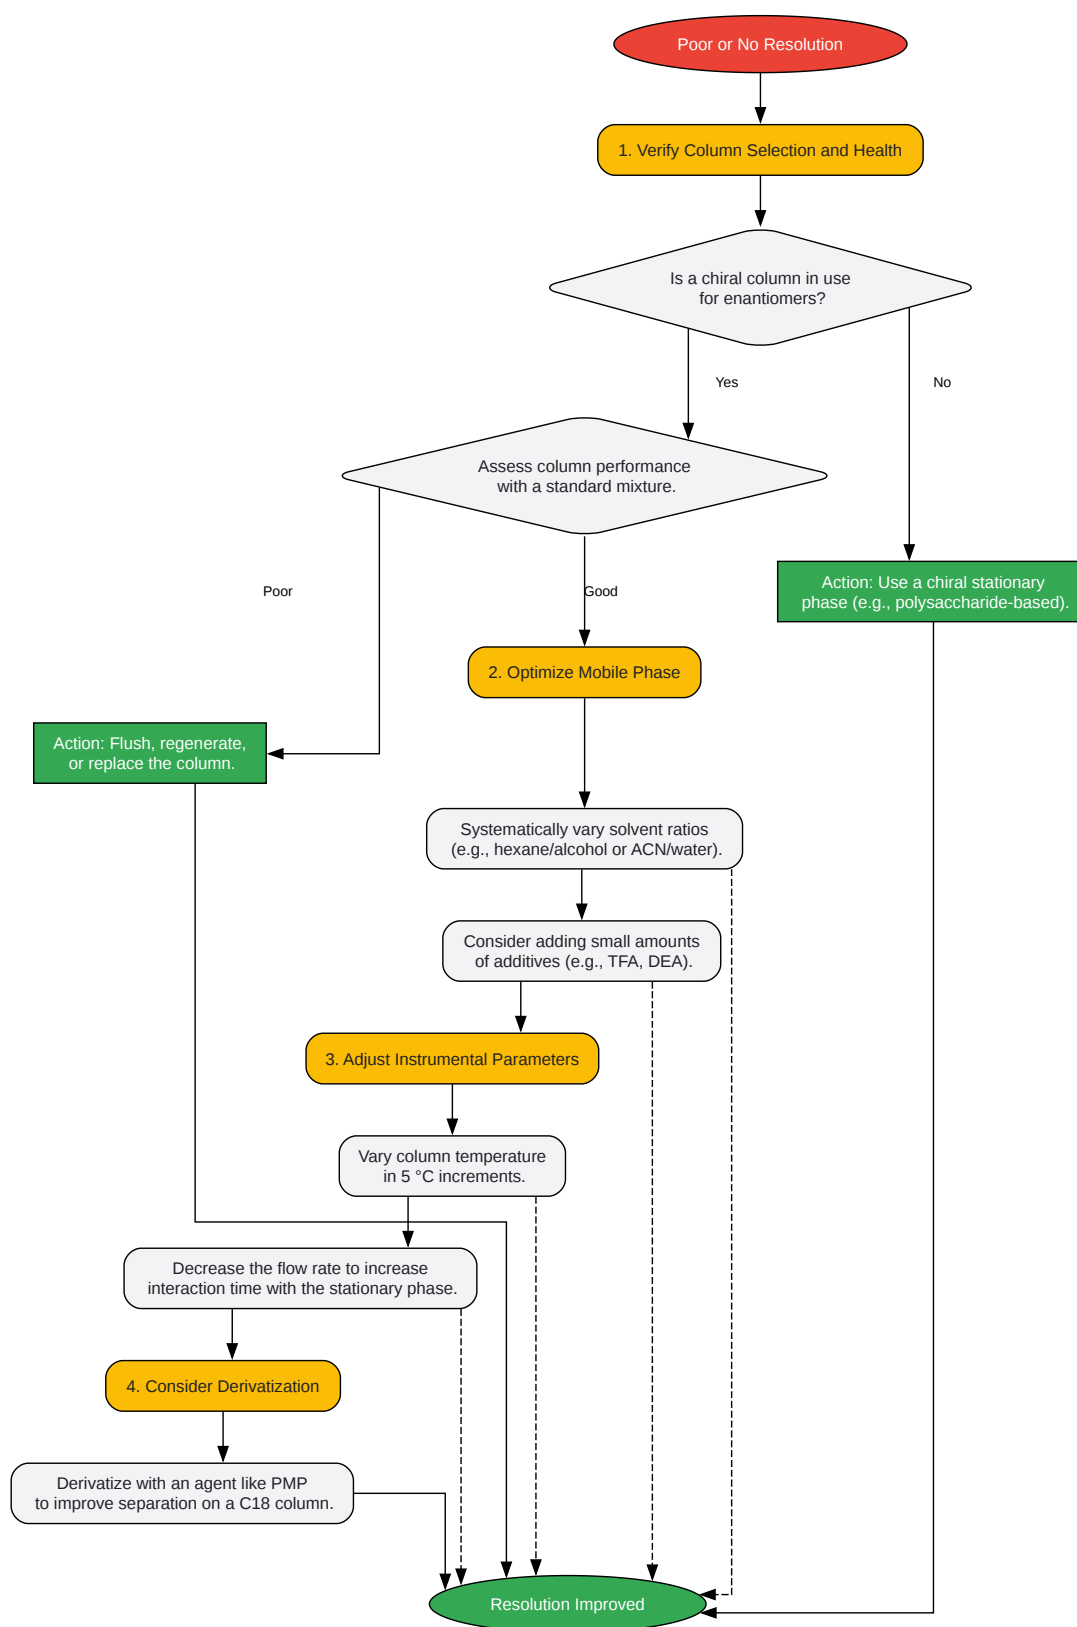 Poor or No Resolution
1. Verify Column Selection and Health
Is a chiral column in use
for enantiomers?
Yes
No
Assess column performance
with a standard mixture.
Poor
Good
Action: Use a chiral stationary
phase (e.g., polysaccharide-based).
2. Optimize Mobile Phase
Action: Flush, regenerate,
or replace the column.
Systematically vary solvent ratios
(e.g., hexane/alcohol or ACN/water).
Consider adding small amounts
of additives (e.g., TFA, DEA).
3. Adjust Instrumental Parameters
Vary column temperature
in 5 °C increments.
Decrease the flow rate to increase
interaction time with the stationary phase.
4. Consider Derivatization
Derivatize with an agent like PMP
to improve separation on a C18 column.
Resolution Improved